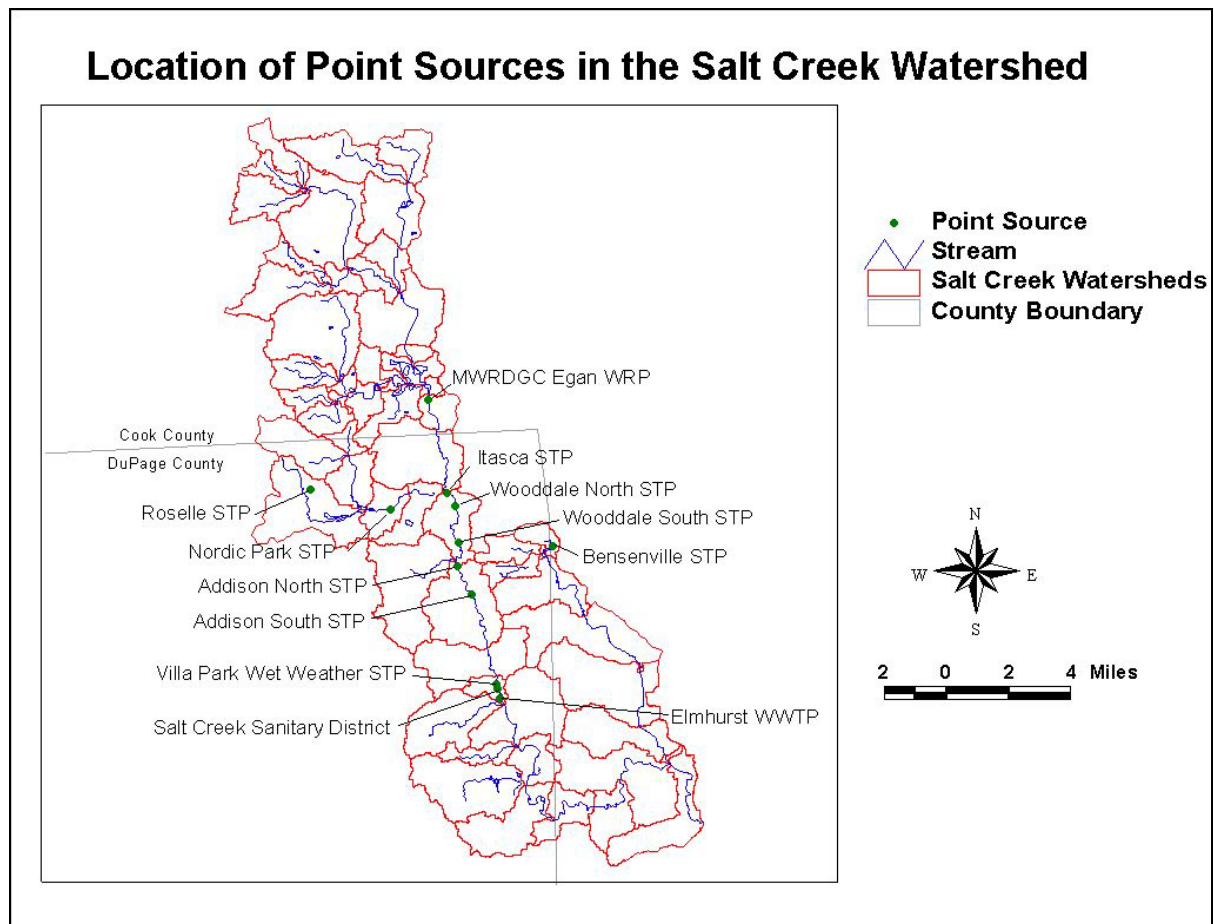 Location of Point Sources in the Salt Creek Watershed
Point Source
Stream
Salt Creek Watersheds
County Boundary
MWRDGC Egan WRP
Cook County
DuPage County
Itasca STP
Wooddale North STP
Roselle STP
Wooddale South STP
Nordic Park STP
Bensenville STP
Addison North STP
Addison South STP
Villa Park Wet Weather STP
Salt Creek Sanitary District
Elmhurst WWTP
N
W E
S
2 0 2 4 Miles